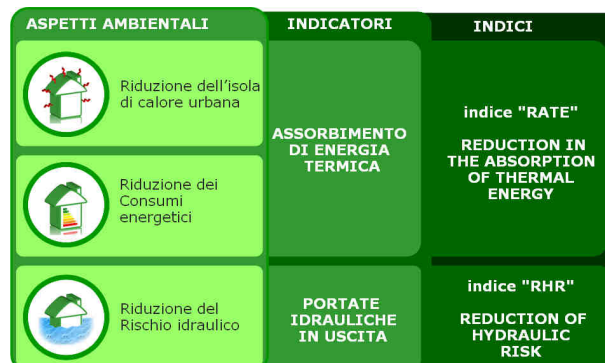 ASPETTI AMBIENTALI
INDICATORI
INDICI
Riduzione dell'isola
di calore urbana
Riduzione dei
Consumi
energetici
ASSORBIMENTO
DI ENERGIA
TERMICA
indice "RATE"
REDUCTION IN
THE ABSORPTION
OF THERMAL
ENERGY
Riduzione del
Rischio idraulico
PORTATE
IDRAULICHE
IN USCITA
indice "RHR"
REDUCTION OF
HYDRAULIC
RISK